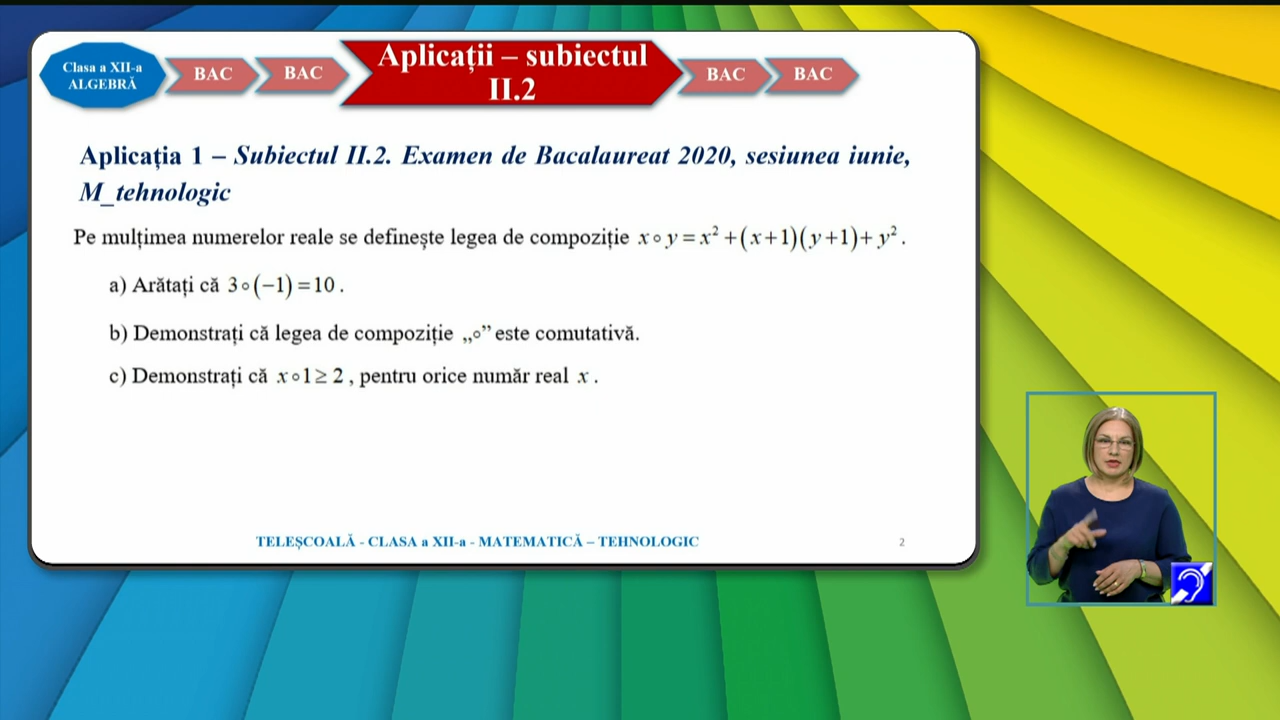 Clasa a XII-a
ALGEBRĂ
BAC
BAC
Aplicații – subiectul
II.2
BAC
BAC
Aplicația 1 – Subiectul II.2. Examen de Bacalaureat 2020, sesiunea iunie,
M_tehnologic
Pe mulțimea numerelor reale se definește legea de compoziție x∘y=x²+(x+1)(y+1)+y².
a) Arătați că 3∘(−1)=10.
b) Demonstrați că legea de compoziție „∘” este comutativă.
c) Demonstrați că x∘1≥2, pentru orice număr real x.
TELEȘCOALĂ - CLASA a XII-a - MATEMATICĂ – TEHNOLOGIC
2